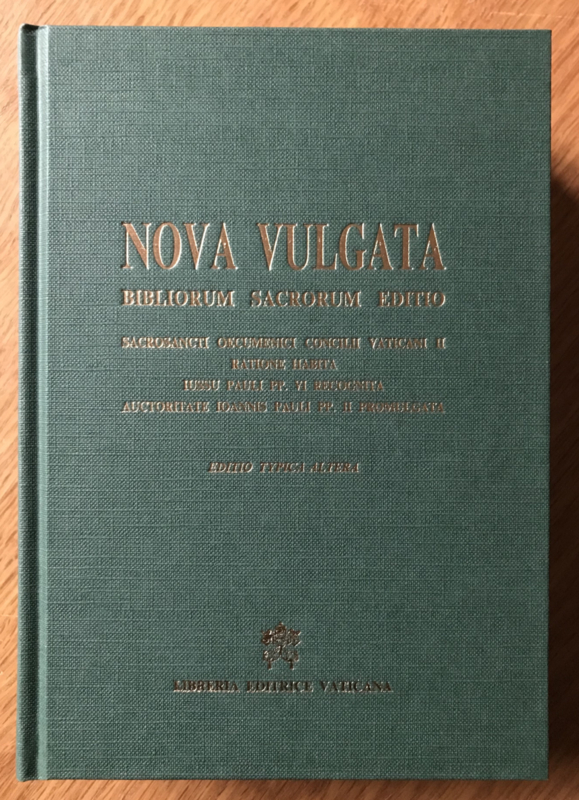 NOVA VULGATA
BIBLIORUM SACRORUM EDITIO
SACROSANCTI OECUMENICI CONCILII VATICANI II
RATIONE HABITA
IUSSU PAULI PP. VI RECOGNITA
AUCTORITATE IOANNIS PAULI PP. II PROMULGATA
EDITIO TYPICA ALTERA
LIBRERIA EDITRICE VATICANA